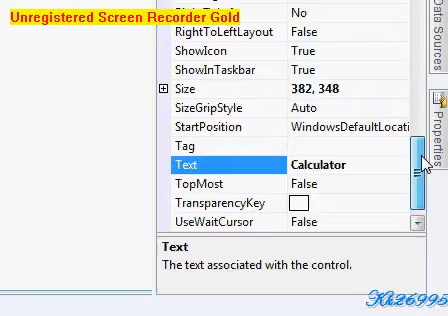 No
Unregistered Screen Recorder Gold
RightToLeftLayout False
ShowIcon True
ShowInTaskbar True
Size 382, 348
SizeGripStyle Auto
StartPosition WindowsDefaultLocati
Tag
Text Calculator
TopMost False
TransparencyKey
UseWaitCursor False
Text
The text associated with the control.
Data Sources
Properties
Kk26995